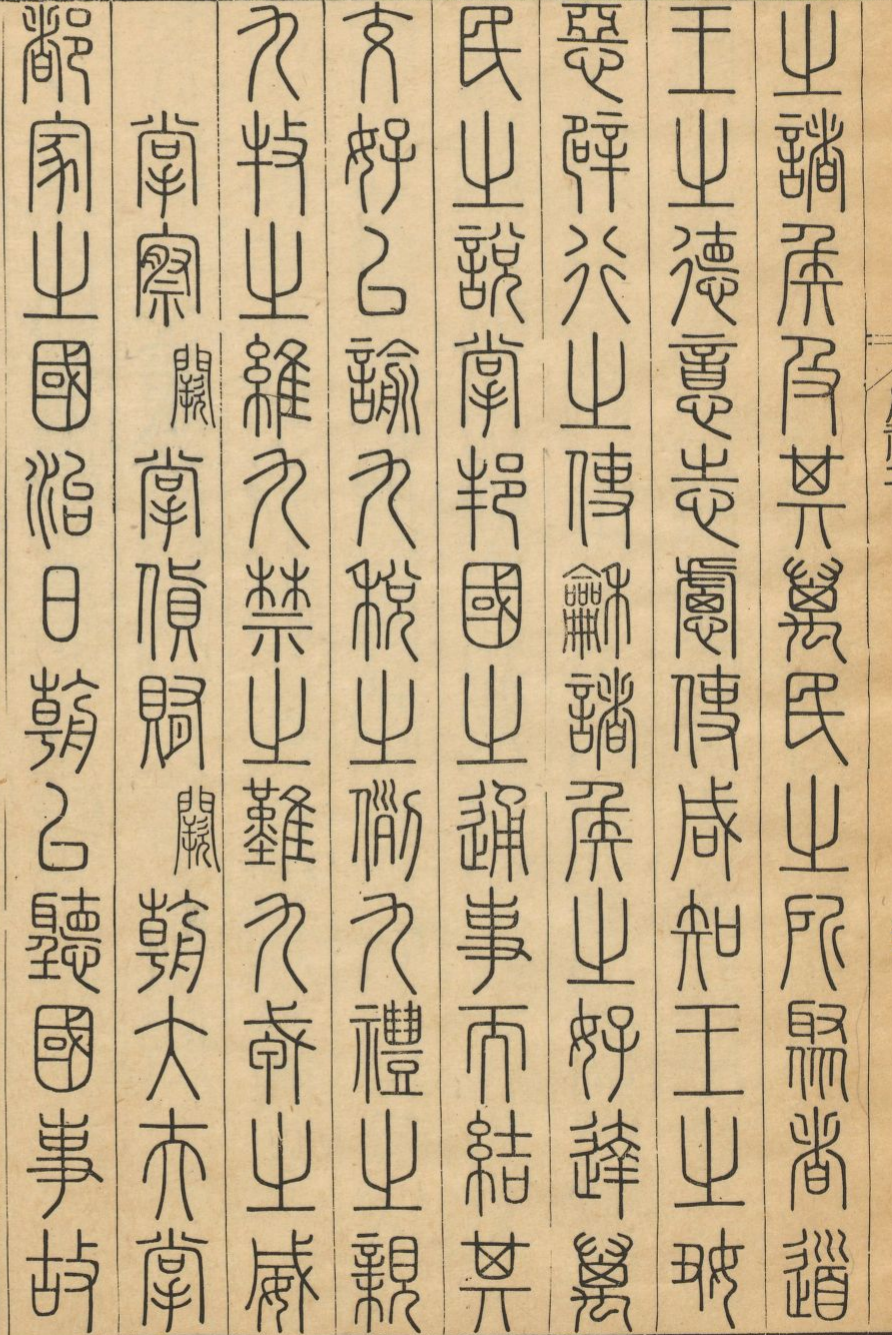 之諸侯及其萬民之所聚者道
王之德意志慮使咸知王之好
惡辟行之使龢諸侯之好達萬
民之說掌邦國之通事而結其
交好以諭九稅之利九禮之親
九牧之維九禁之難九戎之威
掌察闕掌貨賄闕朝大夫掌
都家之國治日朝以聽國事故